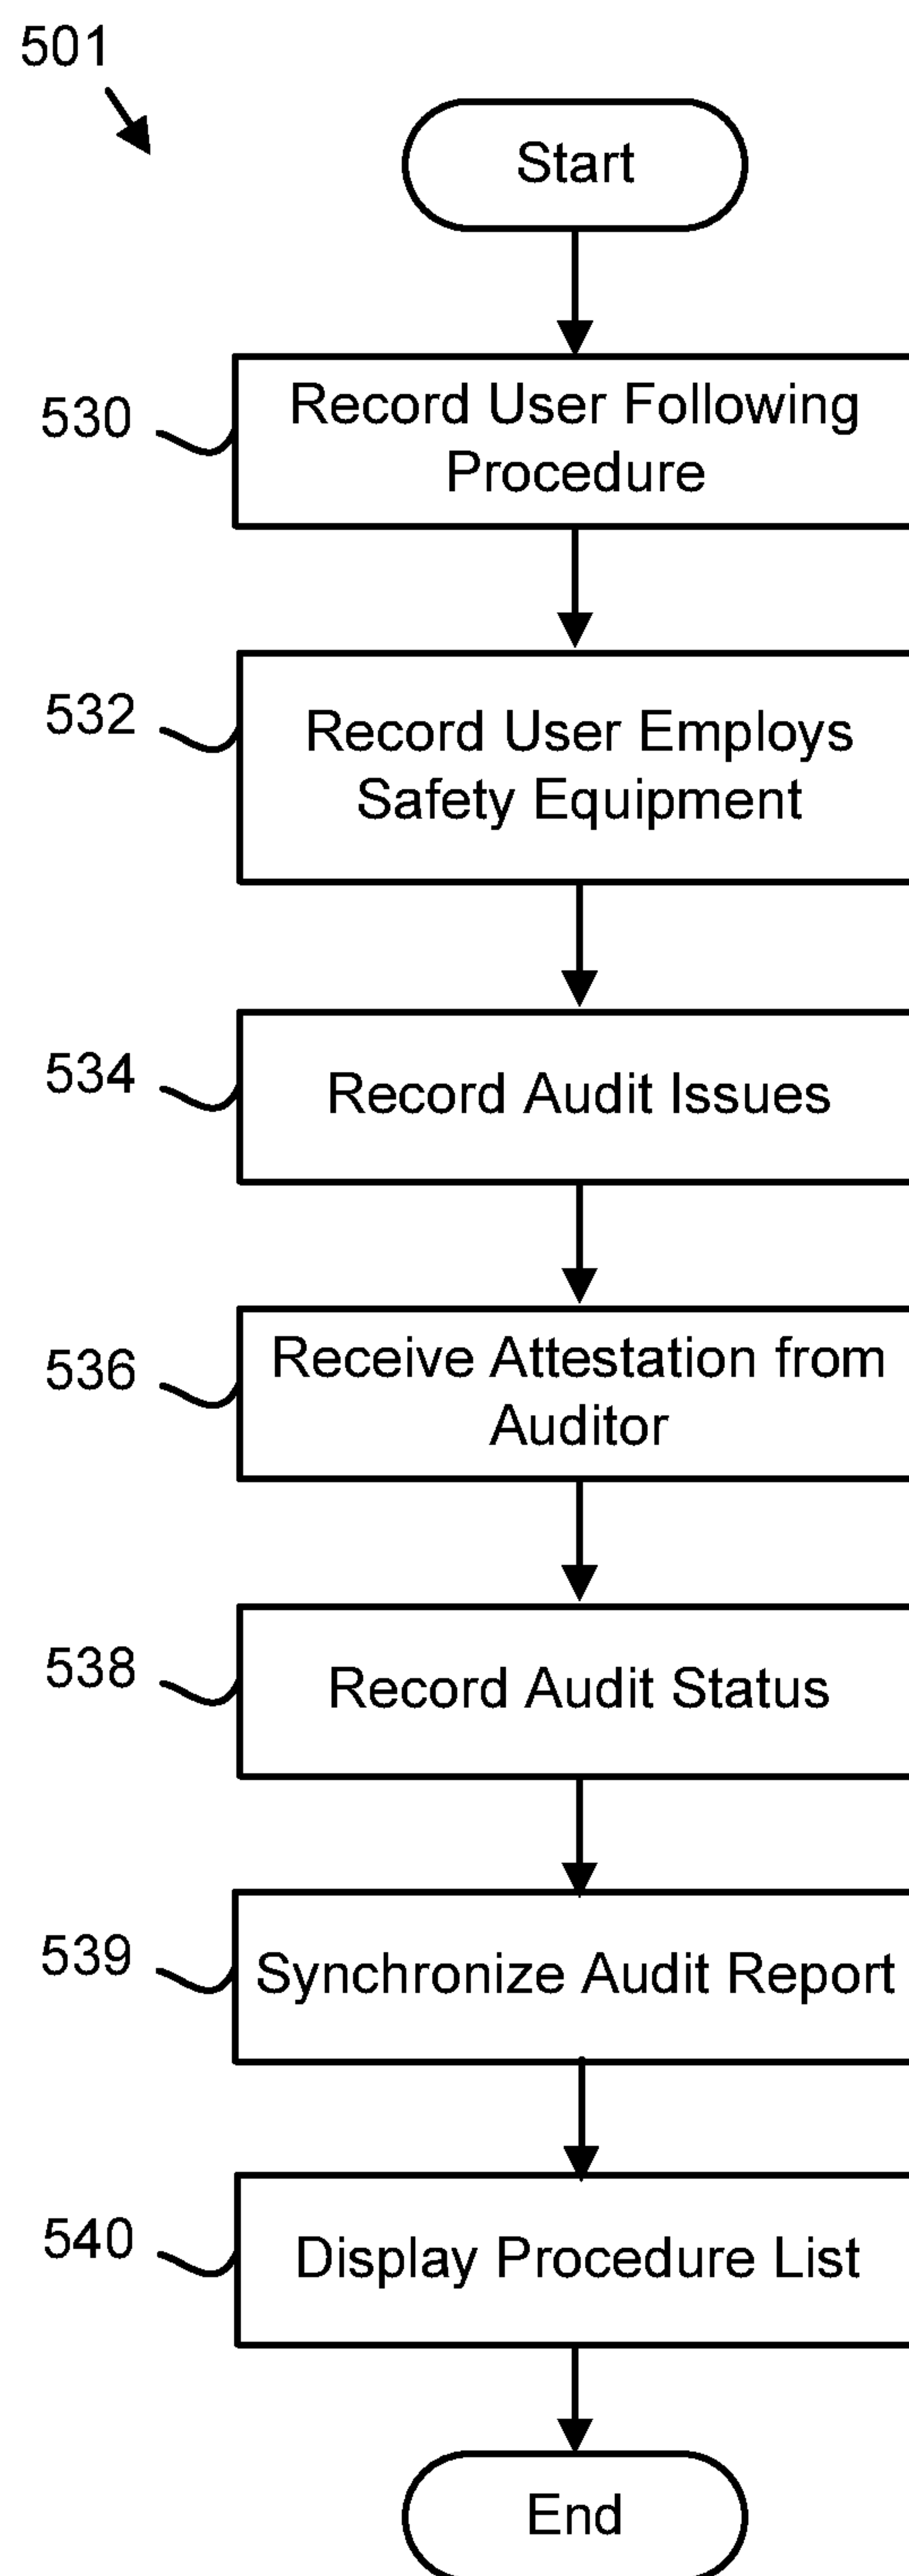 501
Start
530
Record User Following
Procedure
532
Record User Employs
Safety Equipment
534
Record Audit Issues
536
Receive Attestation from
Auditor
538
Record Audit Status
539
Synchronize Audit Report
540
Display Procedure List
End